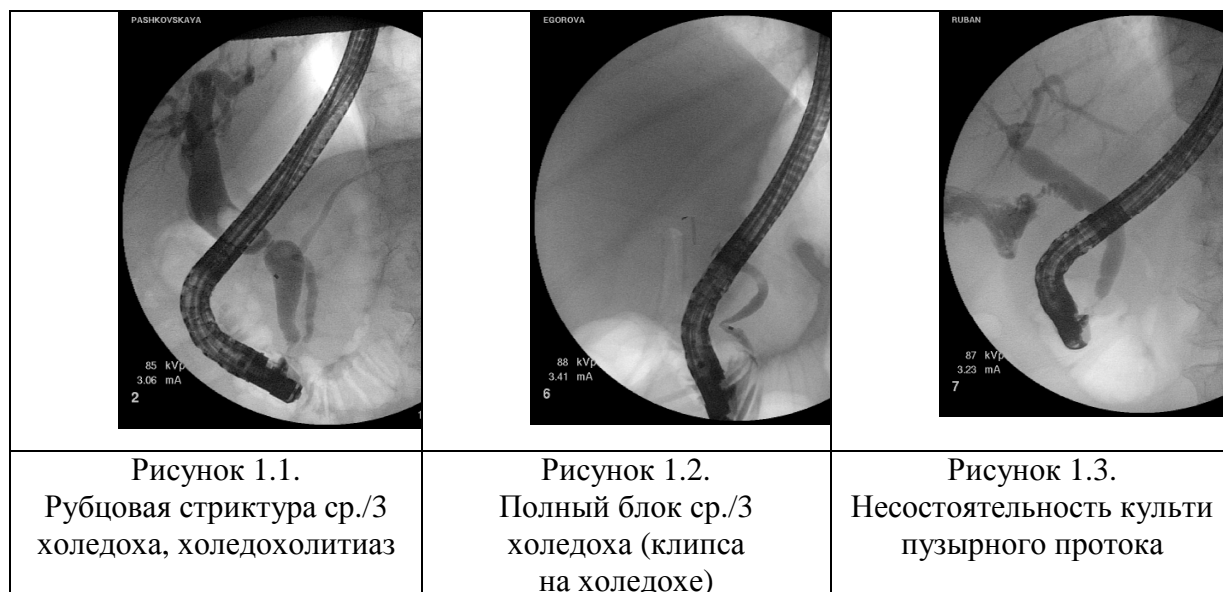 PASHKOVSKAYA
85 kVp
3.06 mA
2
1
EGOROVA
88 kVp
3.41 mA
6
RUBAN
87 kVp
3.23 mA
7
Рисунок 1.1.
Рубцовая стриктура ср./3
холедоха, холедохолитиаз
Рисунок 1.2.
Полный блок ср./3
холедоха (клипса
на холедохе)
Рисунок 1.3.
Несостоятельность культи
пузырного протока